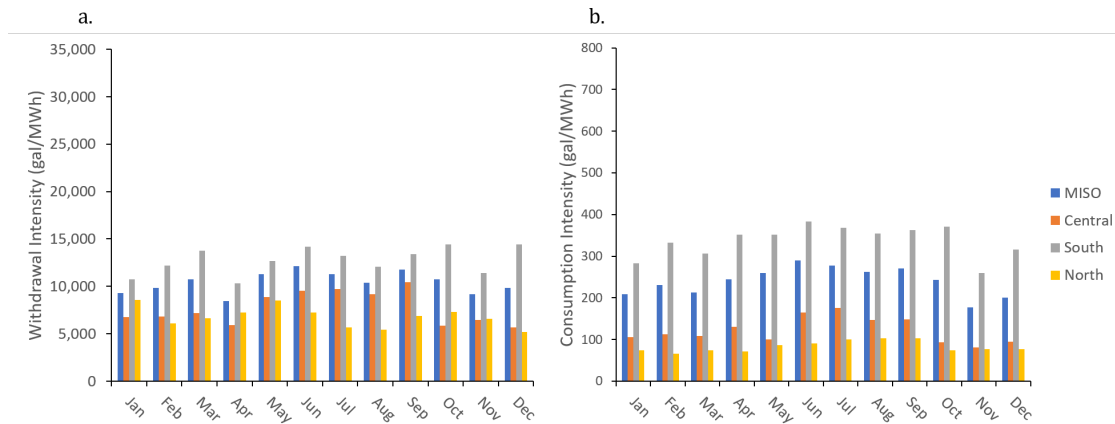 a.
35,000
30,000
25,000
20,000
15,000
10,000
5,000
0
Withdrawal Intensity (gal/MWh)
Jan
Feb
Mar
Apr
May
Jun
Jul
Aug
Sep
Oct
Nov
Dec
b.
800
700
600
500
400
300
200
100
0
Consumption Intensity (gal/MWh)
Jan
Feb
Mar
Apr
May
Jun
Jul
Aug
Sep
Oct
Nov
Dec
MISO
Central
South
North